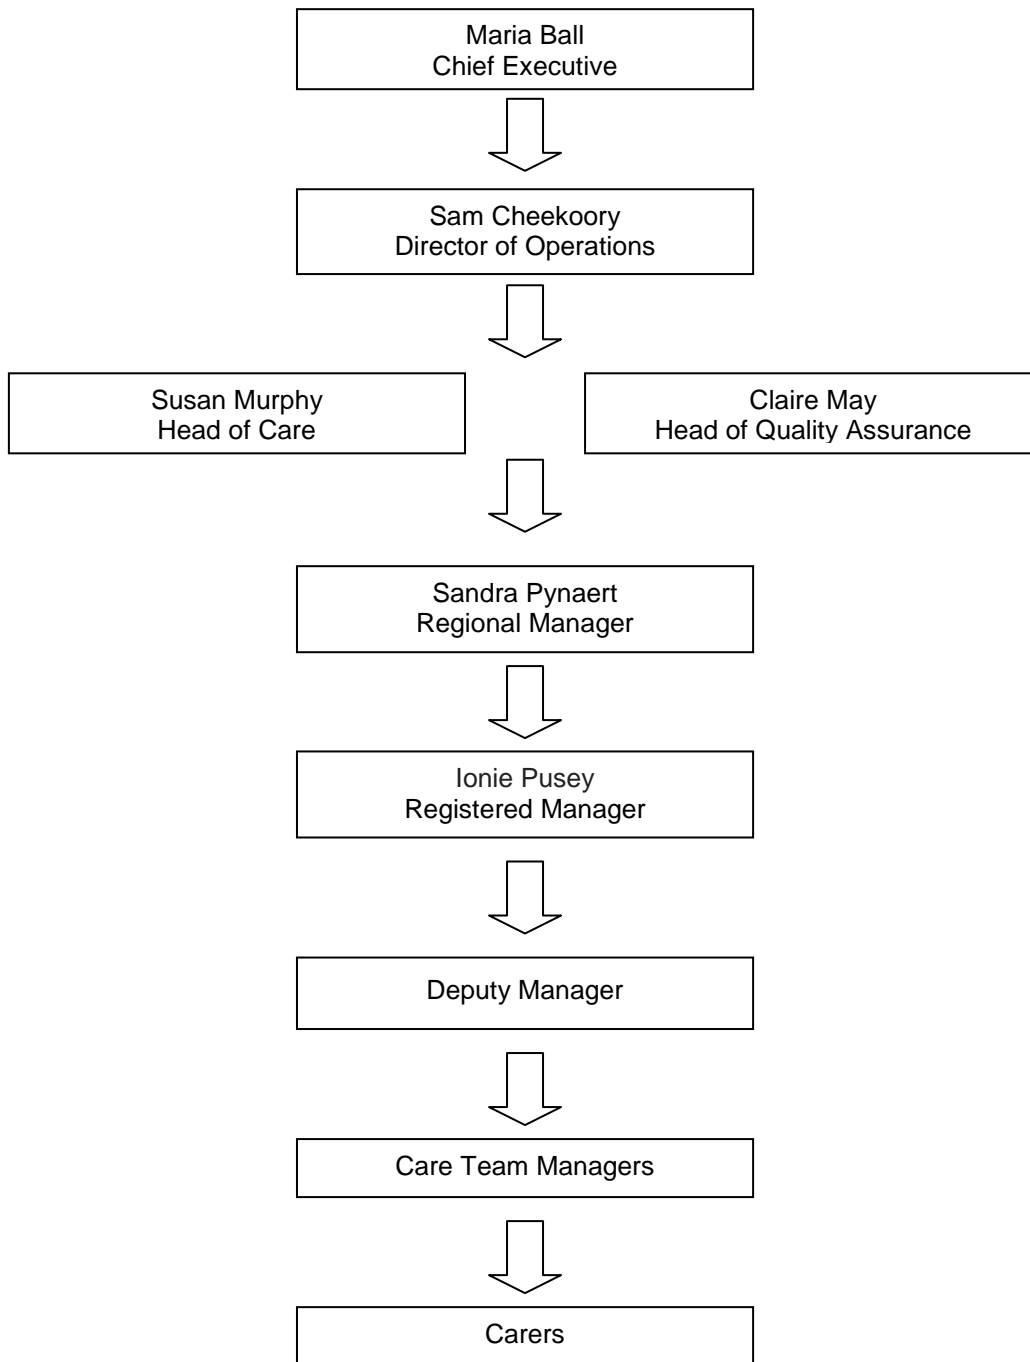 Maria Ball
Chief Executive
Sam Cheekoory
Director of Operations
Susan Murphy
Head of Care
Claire May
Head of Quality Assurance
Sandra Pynaert
Regional Manager
Ionie Pusey
Registered Manager
Deputy Manager
Care Team Managers
Carers